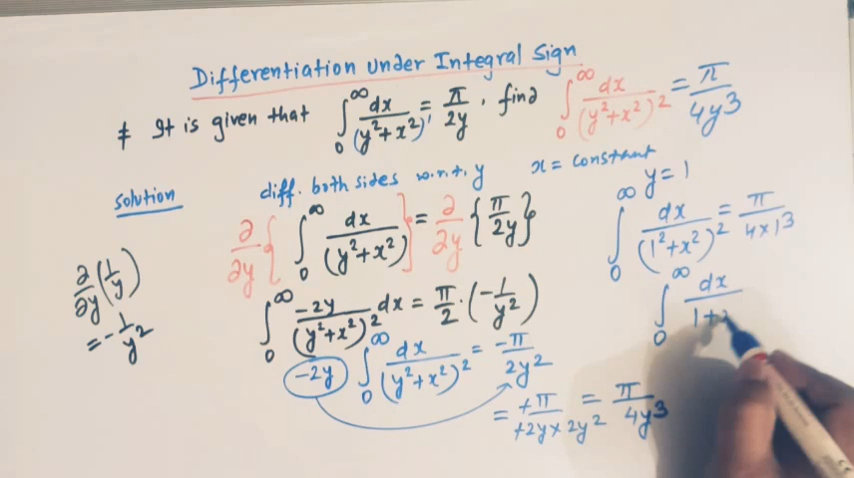 Differentiation under Integral Sign
# It is given that ∫₀^∞ dx/(y²+x²)' = π/2y , find ∫₀^∞ dx/(y²+x²)² = π/4y³
Solution diff. both sides w.r.t. y x = constant
y = 1
∂/∂y { ∫₀^∞ dx/(y²+x²) } = ∂/∂y { π/2y }
∫₀^∞ dx/(1²+x²)² = π/4×1³
∂/∂y (1/y) = -1/y²
∫₀^∞ -2y/(y²+x²)² dx = π/2 · (-1/y²)
∫₀^∞ dx/1+
-2y ∫₀^∞ dx/(y²+x²)² = -π/2y²
= +π/+2y×2y² = π/4y³